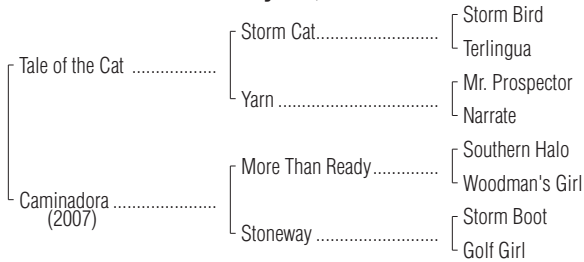 Storm Bird
Storm Cat
Terlingua
Tale of the Cat
Mr. Prospector
Yarn
Narrate
Southern Halo
More Than Ready
Woodman's Girl
Caminadora
(2007)
Storm Boot
Stoneway
Golf Girl